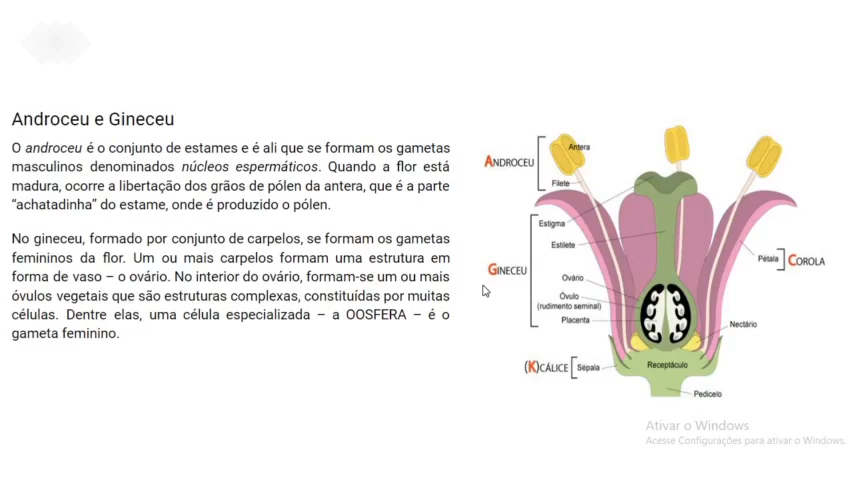 Androceu e Gineceu
O androceu é o conjunto de estames e é ali que se formam os gametas
masculinos denominados núcleos espermáticos. Quando a flor está
madura, ocorre a libertação dos grãos de pólen da antera, que é a parte
“achatadinha” do estame, onde é produzido o pólen.
No gineceu, formado por conjunto de carpelos, se formam os gametas
femininos da flor. Um ou mais carpelos formam uma estrutura em
forma de vaso – o ovário. No interior do ovário, formam-se um ou mais
óvulos vegetais que são estruturas complexas, constituídas por muitas
células. Dentre elas, uma célula especializada – a OOSFERA – é o
gameta feminino.
Antera
ANDROCEU
Filete
Estigma
Estilete
GINECEU
Ovário
Óvulo
(rudimento seminal)
Placenta
Pétala
COROLA
Nectário
(K)CÁLICE
Sépala
Receptáculo
Pedicelo
Ativar o Windows
Acesse Configurações para ativar o Windows.